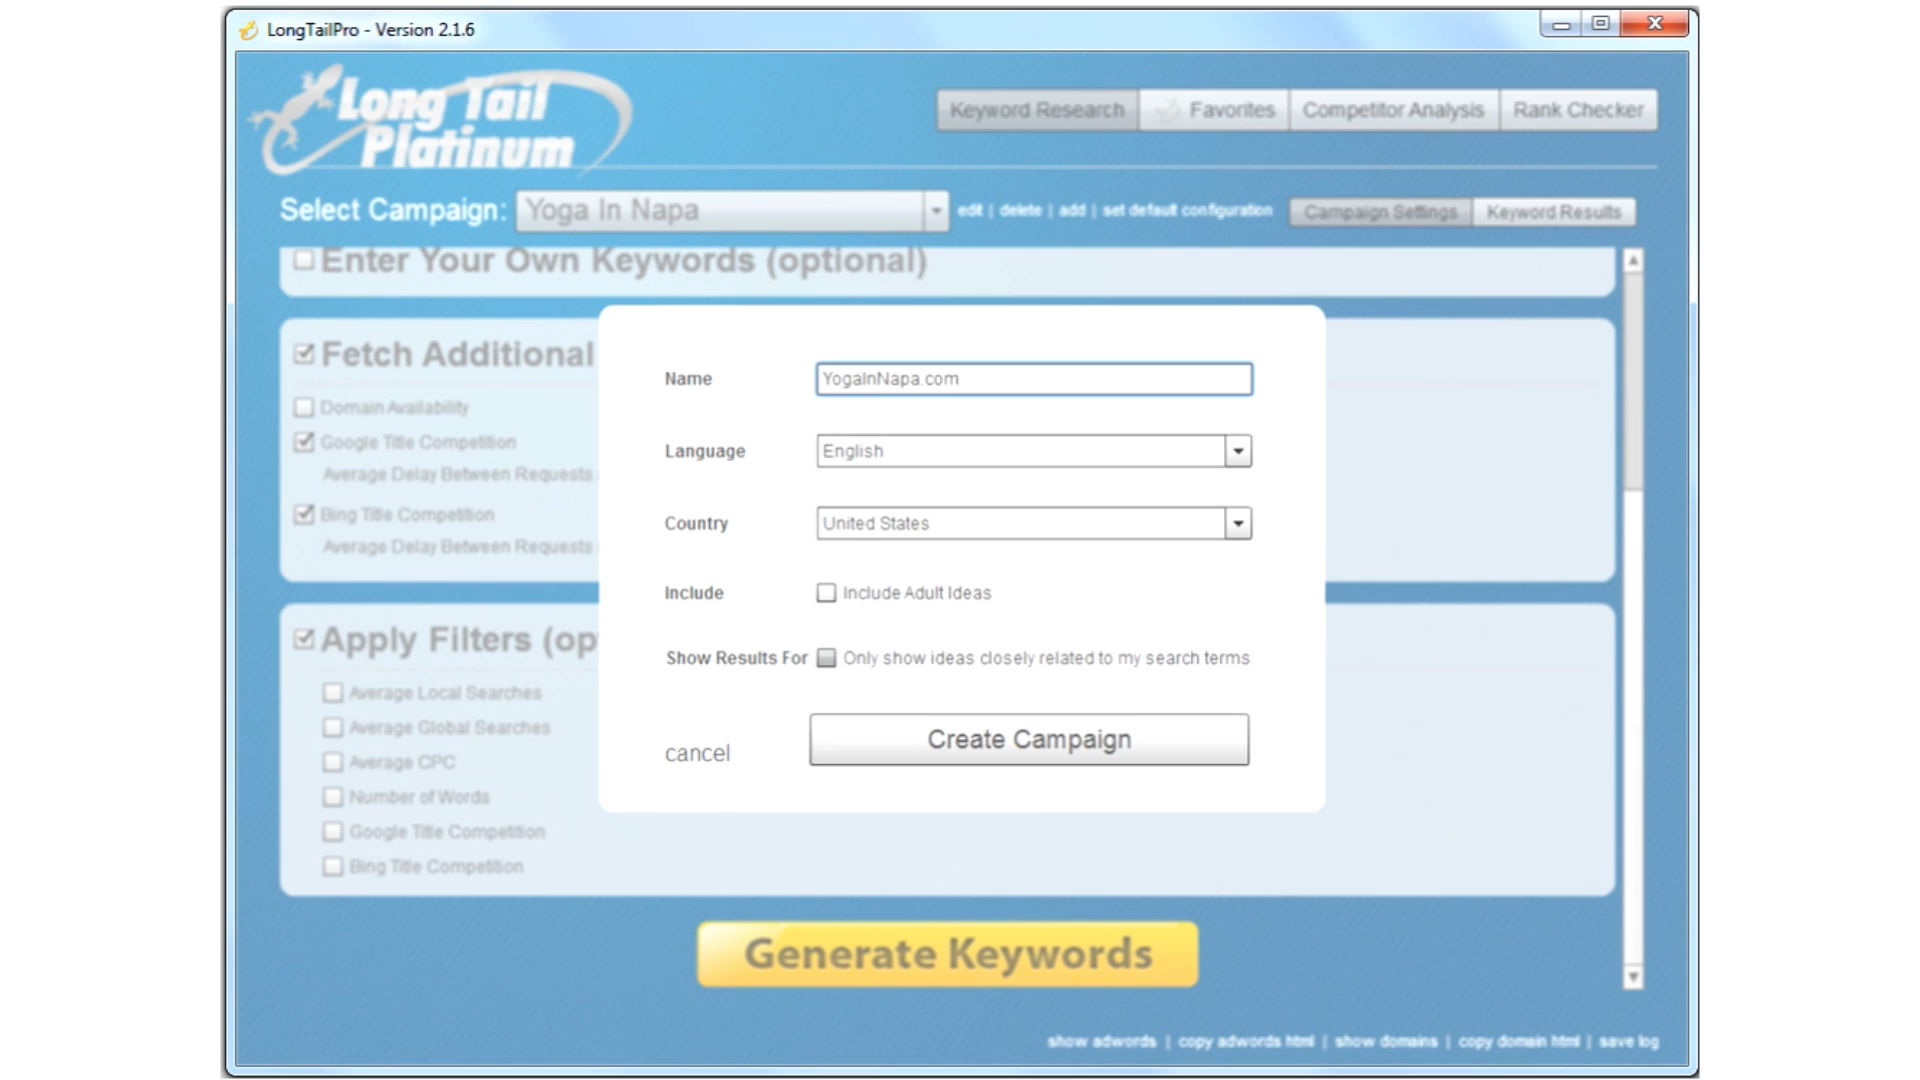 LongTailPro - Version 2.1.6
Long Tail
Platinum
Keyword Research Favorites Competitor Analysis Rank Checker
Select Campaign: Yoga In Napa edit | delete | add | set default configuration Campaign Settings Keyword Results
Enter Your Own Keywords (optional)
Fetch Additional
Domain Availability
Google Title Competition
Average Delay Between Requests
Bing Title Competition
Average Delay Between Requests
Apply Filters (op
Average Local Searches
Average Global Searches
Average CPC
Number of Words
Google Title Competition
Bing Title Competition
Name YogaInNapa.com
Language English
Country United States
Include Include Adult Ideas
Show Results For Only show ideas closely related to my search terms
cancel Create Campaign
Generate Keywords
show adwords | copy adwords html | show domains | copy domain html | save log